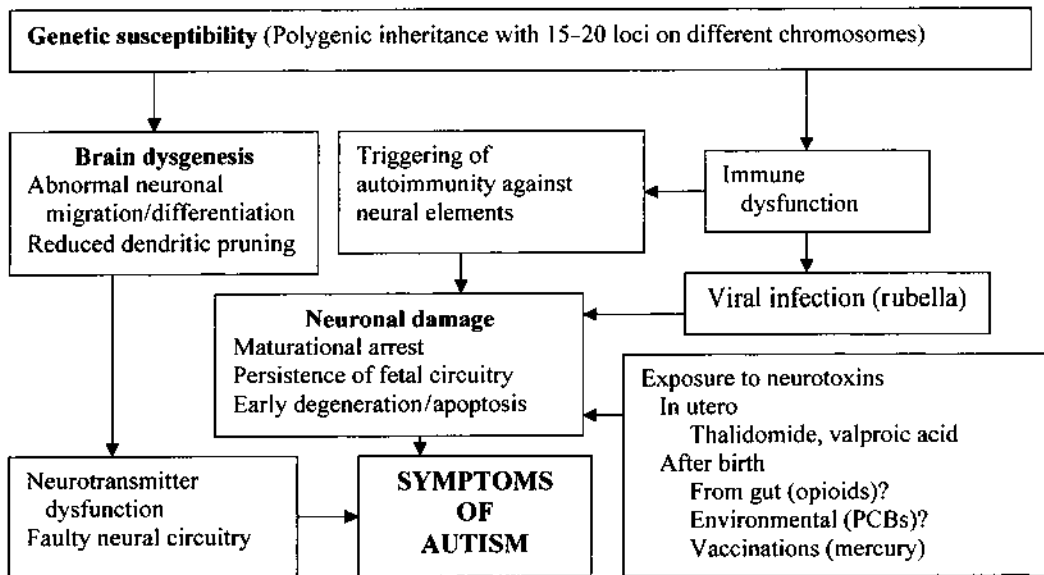 Genetic susceptibility (Polygenic inheritance with 15–20 loci on different chromosomes)
Brain dysgenesis
Abnormal neuronal
migration/differentiation
Reduced dendritic pruning
Triggering of
autoimmunity against
neural elements
Immune
dysfunction
Viral infection (rubella)
Neuronal damage
Maturational arrest
Persistence of fetal circuitry
Early degeneration/apoptosis
Exposure to neurotoxins
In utero
Thalidomide, valproic acid
After birth
From gut (opioids)?
Environmental (PCBs)?
Vaccinations (mercury)
Neurotransmitter
dysfunction
Faulty neural circuitry
SYMPTOMS
OF
AUTISM